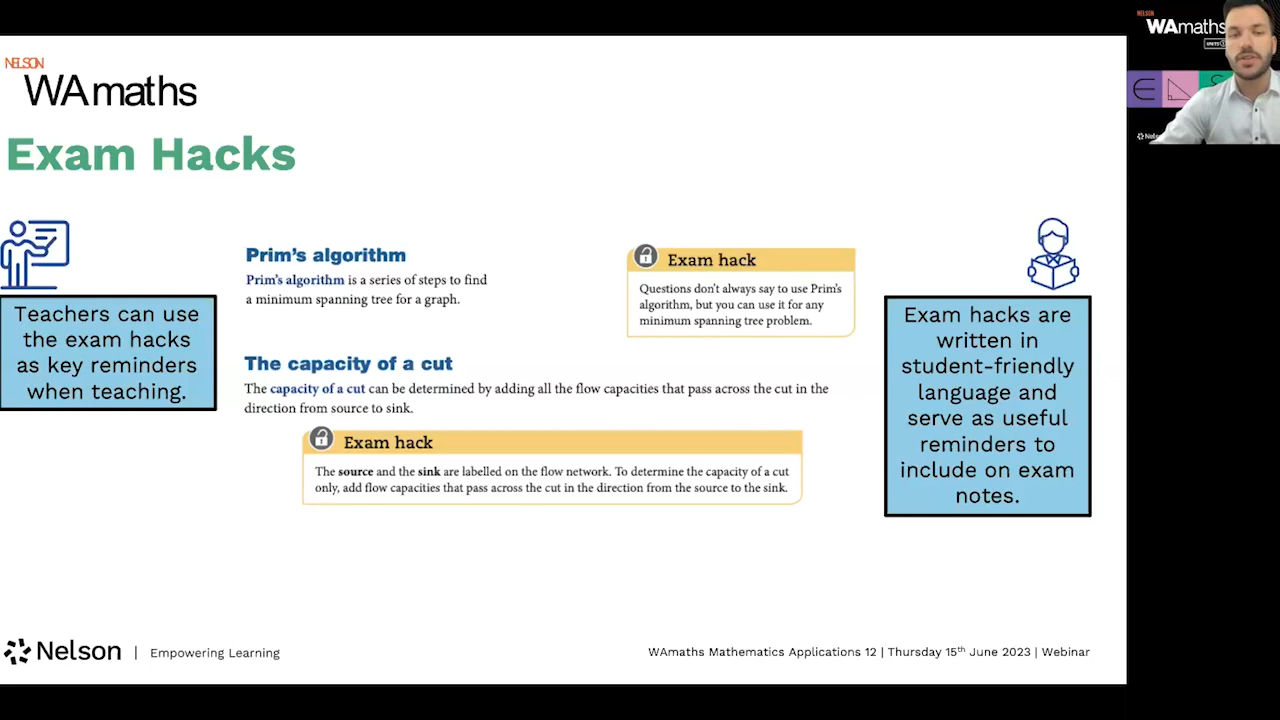 NELSON
WAmaths
Exam Hacks
Teachers can use
the exam hacks
as key reminders
when teaching.
Prim's algorithm
Prim's algorithm is a series of steps to find
a minimum spanning tree for a graph.
Exam hack
Questions don't always say to use Prim's
algorithm, but you can use it for any
minimum spanning tree problem.
The capacity of a cut
The capacity of a cut can be determined by adding all the flow capacities that pass across the cut in the
direction from source to sink.
Exam hack
The source and the sink are labelled on the flow network. To determine the capacity of a cut
only, add flow capacities that pass across the cut in the direction from the source to the sink.
Exam hacks are
written in
student-friendly
language and
serve as useful
reminders to
include on exam
notes.
Nelson | Empowering Learning
WAmaths Mathematics Applications 12 | Thursday 15th June 2023 | Webinar
NELSON
WAmaths